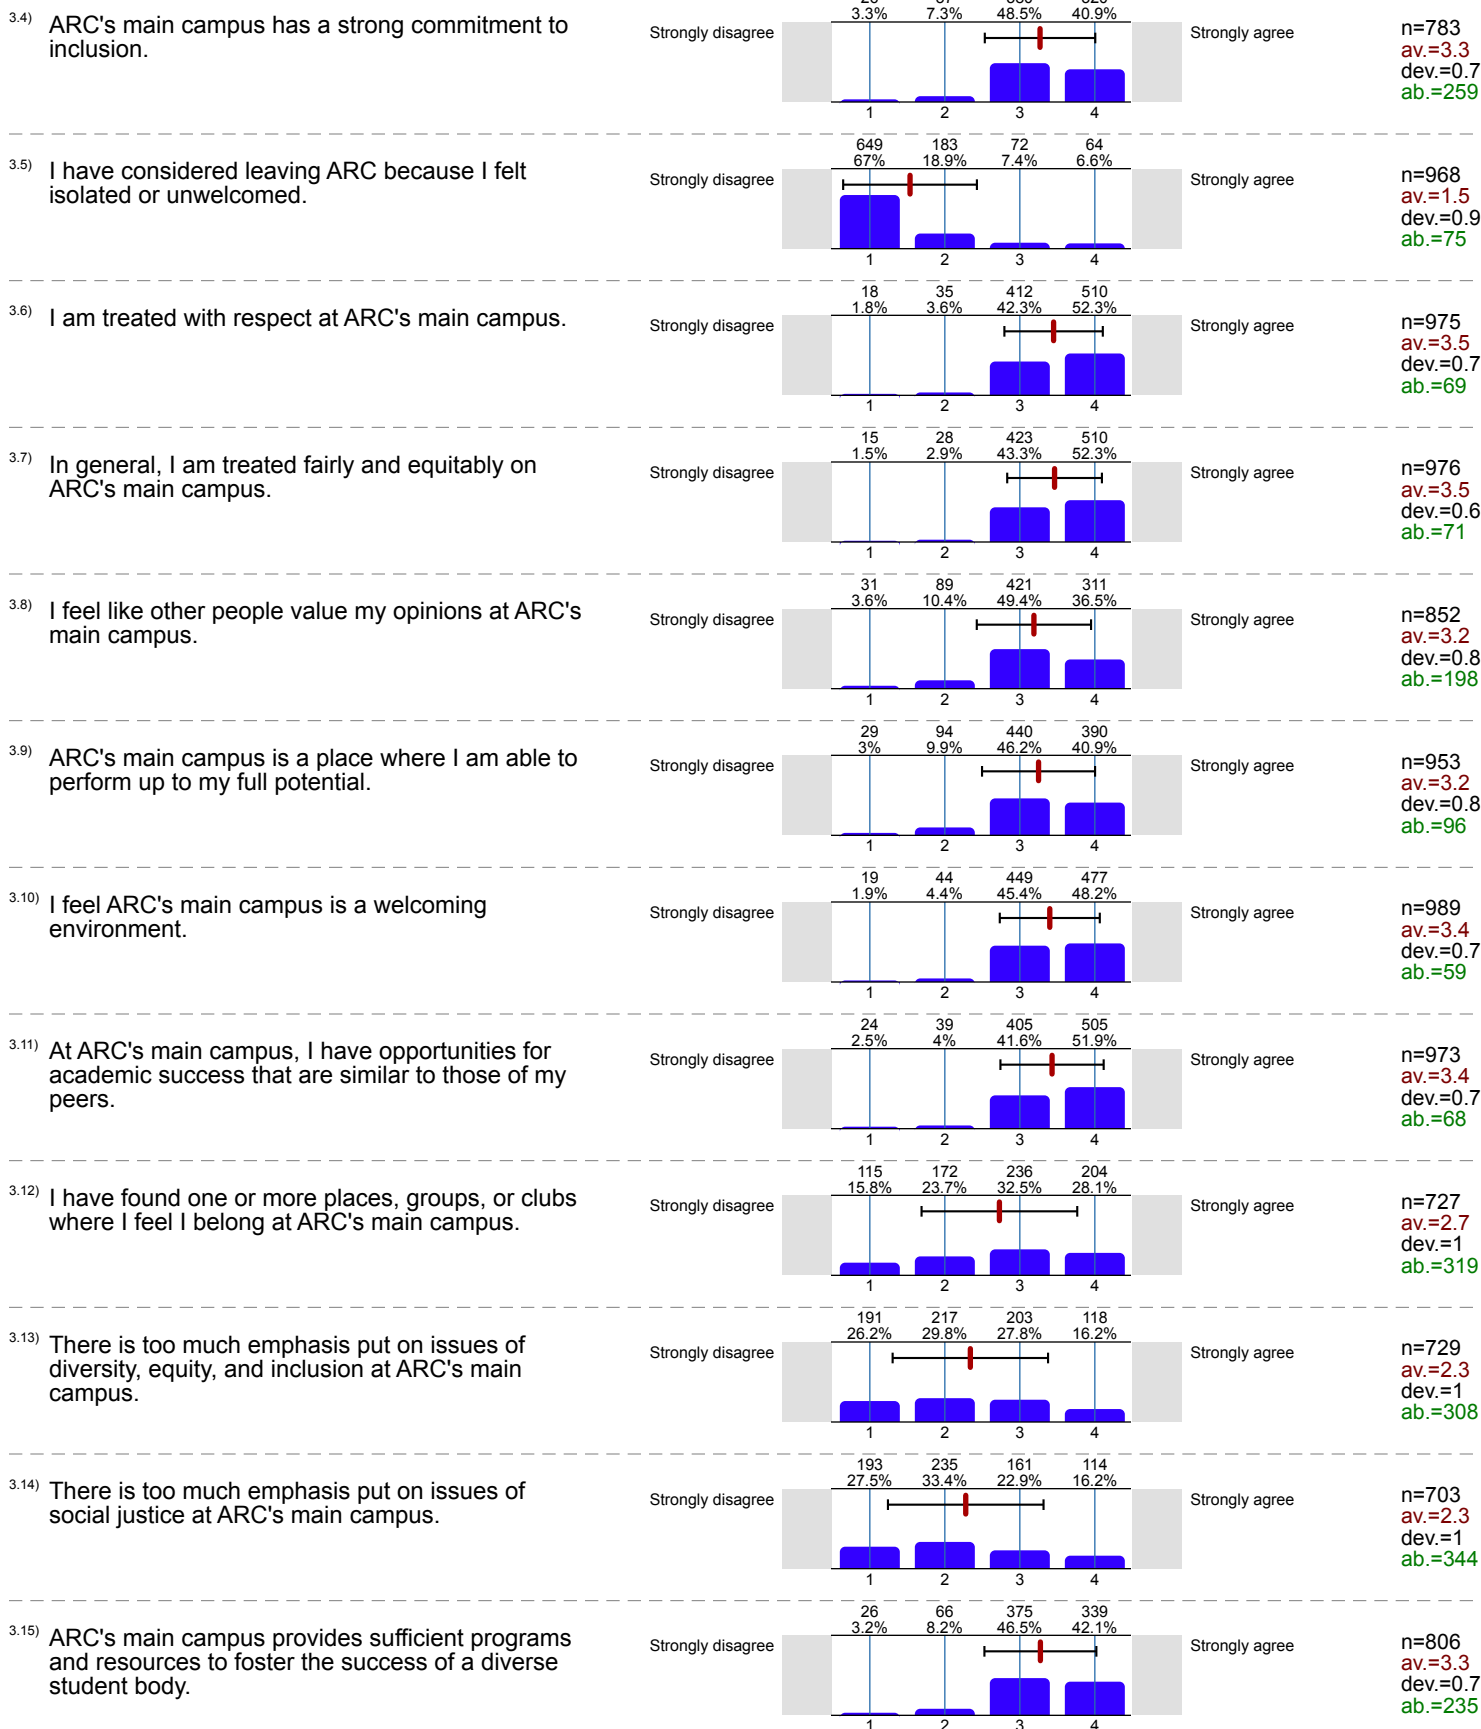 3.3% 7.3% 48.5% 40.9%
3.4) ARC's main campus has a strong commitment to
inclusion.
Strongly disagree
Strongly agree
n=783
av.=3.3
dev.=0.7
ab.=259
1 2 3 4
649 183 72 64
67% 18.9% 7.4% 6.6%
3.5) I have considered leaving ARC because I felt
isolated or unwelcomed.
Strongly disagree
Strongly agree
n=968
av.=1.5
dev.=0.9
ab.=75
1 2 3 4
18 35 412 510
1.8% 3.6% 42.3% 52.3%
3.6) I am treated with respect at ARC's main campus.
Strongly disagree
Strongly agree
n=975
av.=3.5
dev.=0.7
ab.=69
1 2 3 4
15 28 423 510
1.5% 2.9% 43.3% 52.3%
3.7) In general, I am treated fairly and equitably on
ARC's main campus.
Strongly disagree
Strongly agree
n=976
av.=3.5
dev.=0.6
ab.=71
1 2 3 4
31 89 421 311
3.6% 10.4% 49.4% 36.5%
3.8) I feel like other people value my opinions at ARC's
main campus.
Strongly disagree
Strongly agree
n=852
av.=3.2
dev.=0.8
ab.=198
1 2 3 4
29 94 440 390
3% 9.9% 46.2% 40.9%
3.9) ARC's main campus is a place where I am able to
perform up to my full potential.
Strongly disagree
Strongly agree
n=953
av.=3.2
dev.=0.8
ab.=96
1 2 3 4
19 44 449 477
1.9% 4.4% 45.4% 48.2%
3.10) I feel ARC's main campus is a welcoming
environment.
Strongly disagree
Strongly agree
n=989
av.=3.4
dev.=0.7
ab.=59
1 2 3 4
24 39 405 505
2.5% 4% 41.6% 51.9%
3.11) At ARC's main campus, I have opportunities for
academic success that are similar to those of my
peers.
Strongly disagree
Strongly agree
n=973
av.=3.4
dev.=0.7
ab.=68
1 2 3 4
115 172 236 204
15.8% 23.7% 32.5% 28.1%
3.12) I have found one or more places, groups, or clubs
where I feel I belong at ARC's main campus.
Strongly disagree
Strongly agree
n=727
av.=2.7
dev.=1
ab.=319
1 2 3 4
191 217 203 118
26.2% 29.8% 27.8% 16.2%
3.13) There is too much emphasis put on issues of
diversity, equity, and inclusion at ARC's main
campus.
Strongly disagree
Strongly agree
n=729
av.=2.3
dev.=1
ab.=308
1 2 3 4
193 235 161 114
27.5% 33.4% 22.9% 16.2%
3.14) There is too much emphasis put on issues of
social justice at ARC's main campus.
Strongly disagree
Strongly agree
n=703
av.=2.3
dev.=1
ab.=344
1 2 3 4
26 66 375 339
3.2% 8.2% 46.5% 42.1%
3.15) ARC's main campus provides sufficient programs
and resources to foster the success of a diverse
student body.
Strongly disagree
Strongly agree
n=806
av.=3.3
dev.=0.7
ab.=235
1 2 3 4